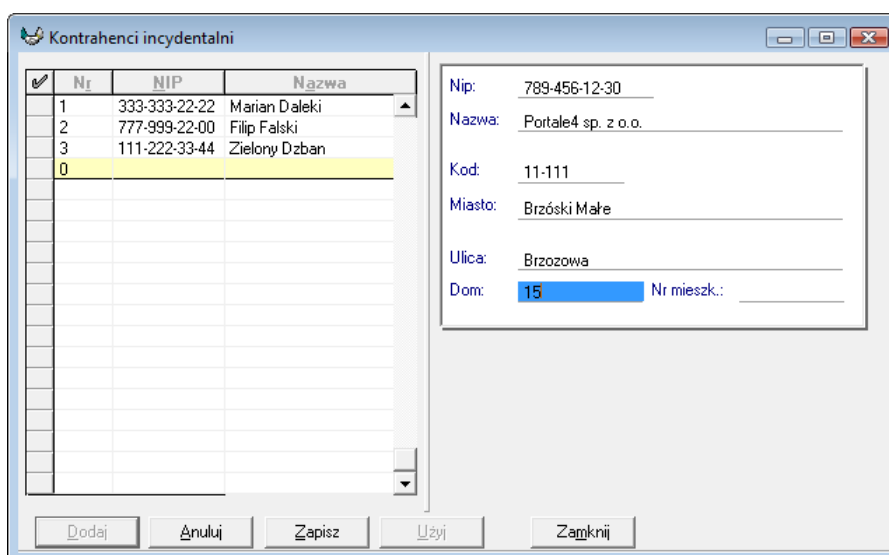 Kontrahenci incydentalni
Nr NIP Nazwa
1 333-333-22-22 Marian Daleki
2 777-999-22-00 Filip Falski
3 111-222-33-44 Zielony Dzban
0
Nip: 789-456-12-30
Nazwa: Portale4 sp. z o.o.
Kod: 11-111
Miasto: Brzóski Małe
Ulica: Brzozowa
Dom: 15 Nr mieszk.:
Dodaj Anuluj Zapisz Użyj Zamknij